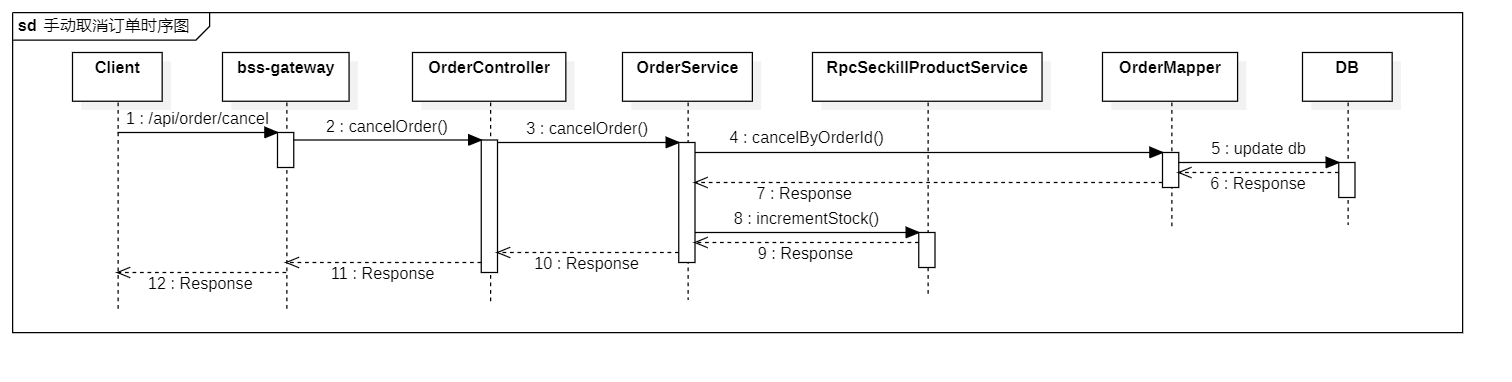 sd 手动取消订单时序图
Client
bss-gateway
OrderController
OrderService
RpcSeckillProductService
OrderMapper
DB
1 : /api/order/cancel
2 : cancelOrder()
3 : cancelOrder()
4 : cancelByOrderId()
5 : update db
6 : Response
7 : Response
8 : incrementStock()
9 : Response
10 : Response
11 : Response
12 : Response